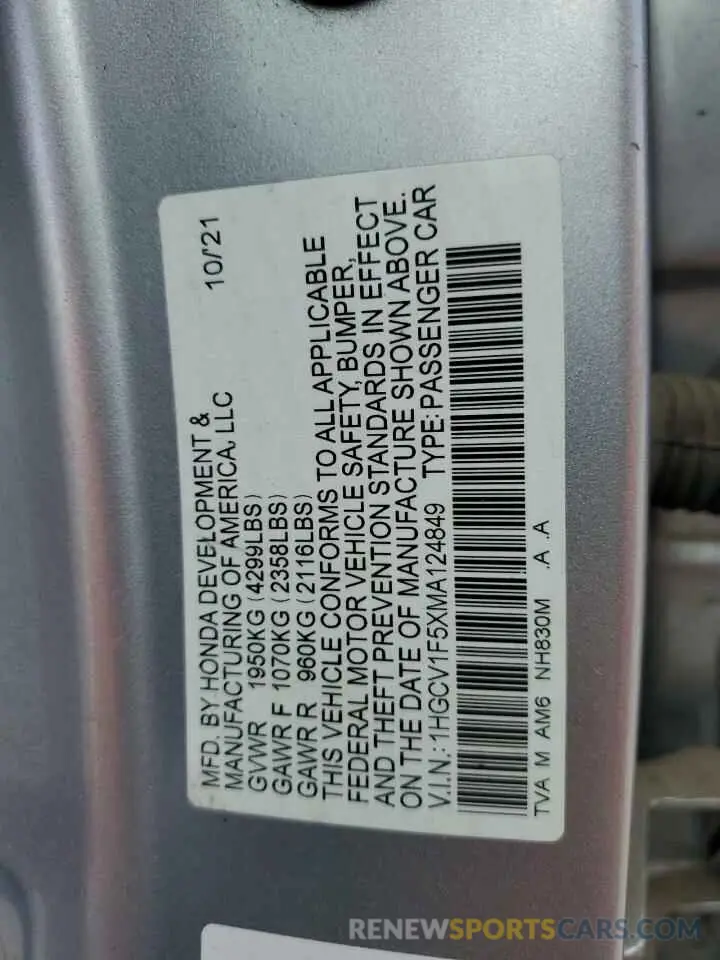 MFD. BY HONDA DEVELOPMENT & 10/21
MANUFACTURING OF AMERICA, LLC
GVWR 1950KG (4299LBS)
GAWR F 1070KG (2358LBS)
GAWR R 960KG (2116LBS)
THIS VEHICLE CONFORMS TO ALL APPLICABLE
FEDERAL MOTOR VEHICLE SAFETY, BUMPER,
AND THEFT PREVENTION STANDARDS IN EFFECT
ON THE DATE OF MANUFACTURE SHOWN ABOVE.
V.I.N.: 1HGCV1F5XMA124849 TYPE: PASSENGER CAR
TVA M AM6 NH830M .A .A
RENEWSPORTSCARS.COM